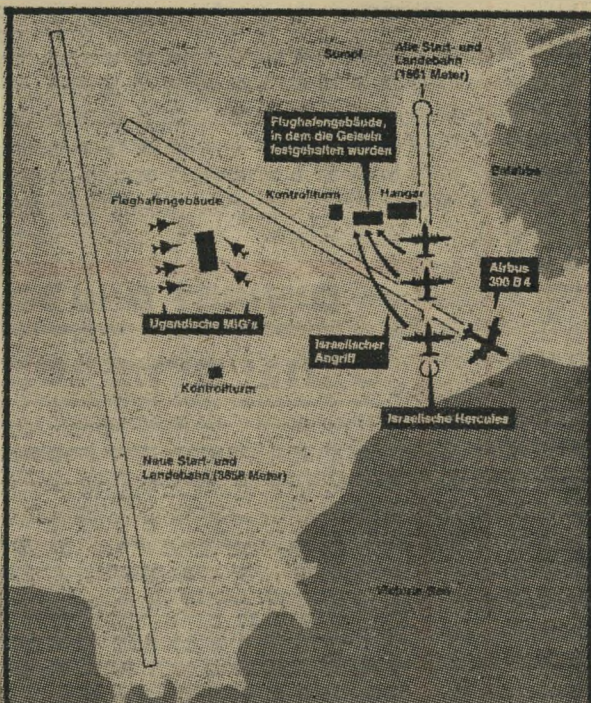 Sumpf
Alte Start- und
Landebahn
(1861 Meter)
Flughafengebäude,
in dem die Geiseln
festgehalten wurden
Entebbe
Kontrollturm
Hangar
Flughafengebäude
Airbus
300 B 4
Ugandische MiG's
Israelischer
Angriff
Kontrollturm
Israelische Hercules
Neue Start- und
Landebahn (3658 Meter)
Victoria-See